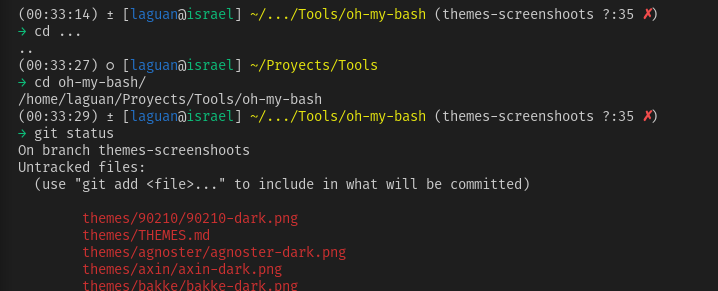 (00:33:14) ± [laguan@israel] ~/.../Tools/oh-my-bash (themes-screenshoots ?:35 ✗)
→ cd ...
..
(00:33:27) ○ [laguan@israel] ~/Proyects/Tools
→ cd oh-my-bash/
/home/laguan/Proyects/Tools/oh-my-bash
(00:33:29) ± [laguan@israel] ~/.../Tools/oh-my-bash (themes-screenshoots ?:35 ✗)
→ git status
On branch themes-screenshoots
Untracked files:
  (use "git add <file>..." to include in what will be committed)
        themes/90210/90210-dark.png
        themes/THEMES.md
        themes/agnoster/agnoster-dark.png
        themes/axin/axin-dark.png
        themes/bakke/bakke-dark.png